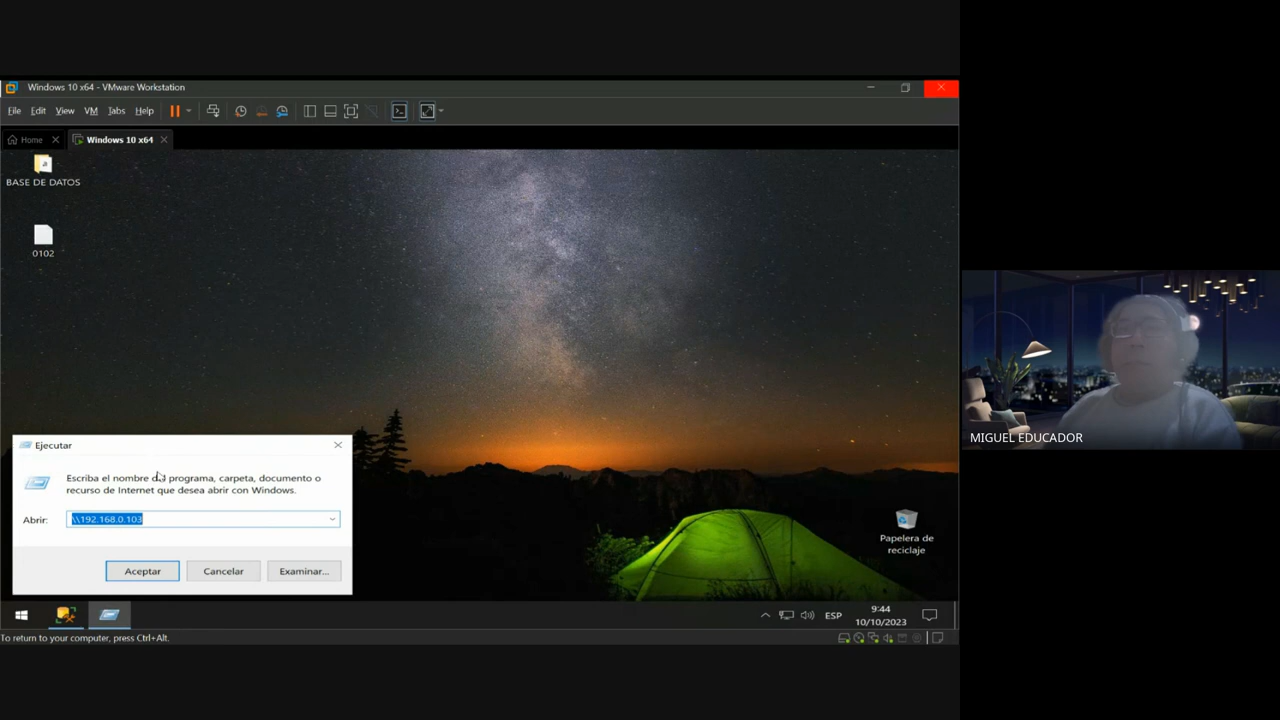 Windows 10 x64 - VMware Workstation
File Edit View VM Tabs Help
Home
Windows 10 x64
BASE DE DATOS
0102
Ejecutar
Escriba el nombre del programa, carpeta, documento o
recurso de Internet que desea abrir con Windows.
Abrir:
\\192.168.0.103
Aceptar
Cancelar
Examinar...
Papelera de
reciclaje
ESP
9:44
10/10/2023
To return to your computer, press Ctrl+Alt.
MIGUEL EDUCADOR